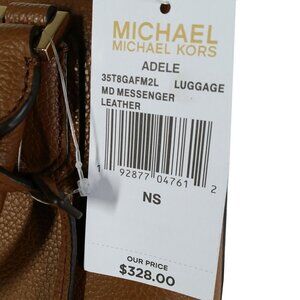 MICHAEL
MICHAEL KORS
ADELE
35T8GAFM2L LUGGAGE
MD MESSENGER
LEATHER
1 92877 04761 2
NS
OUR PRICE
$328.00